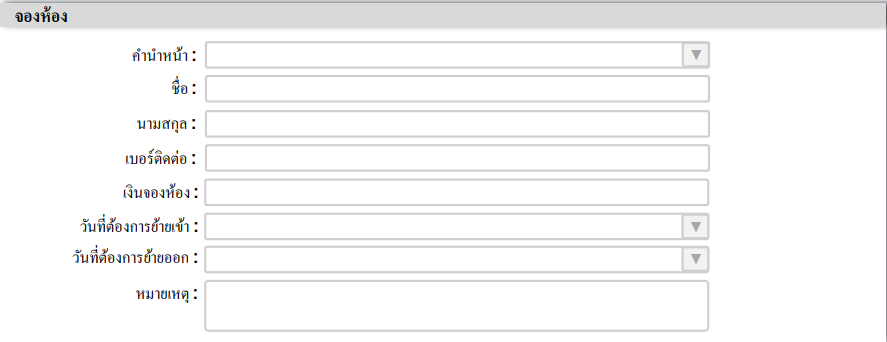 จองห้อง
คำนำหน้า :
ชื่อ :
นามสกุล :
เบอร์ติดต่อ :
เงินจองห้อง :
วันที่ต้องการย้ายเข้า :
วันที่ต้องการย้ายออก :
หมายเหตุ :